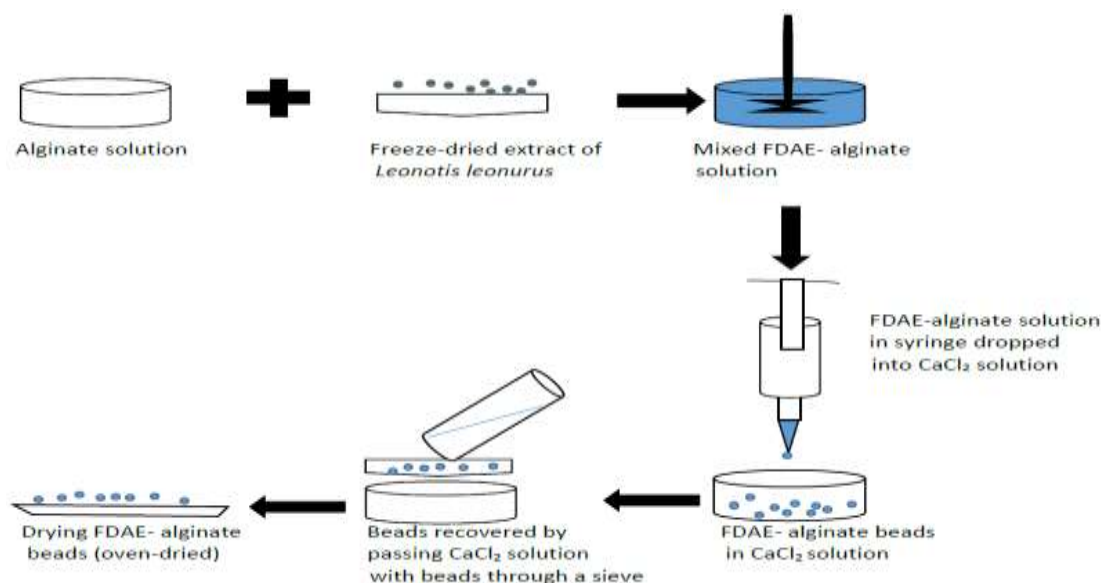 Alginate solution
Freeze-dried extract of
Leonotis leonurus
Mixed FDAE- alginate
solution
FDAE-alginate solution
in syringe dropped
into CaCl₂ solution
FDAE- alginate beads
in CaCl₂ solution
Beads recovered by
passing CaCl₂ solution
with beads through a sieve
Drying FDAE- alginate
beads (oven-dried)